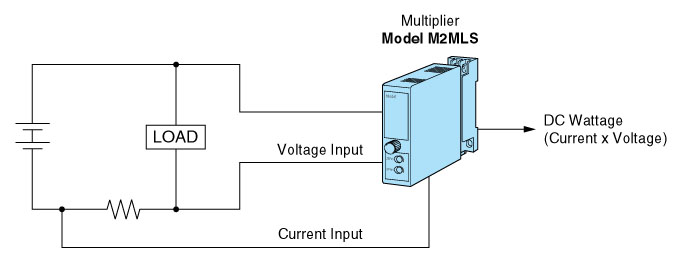 Multiplier
Model M2MLS
LOAD
Voltage Input
Current Input
DC Wattage
(Current x Voltage)